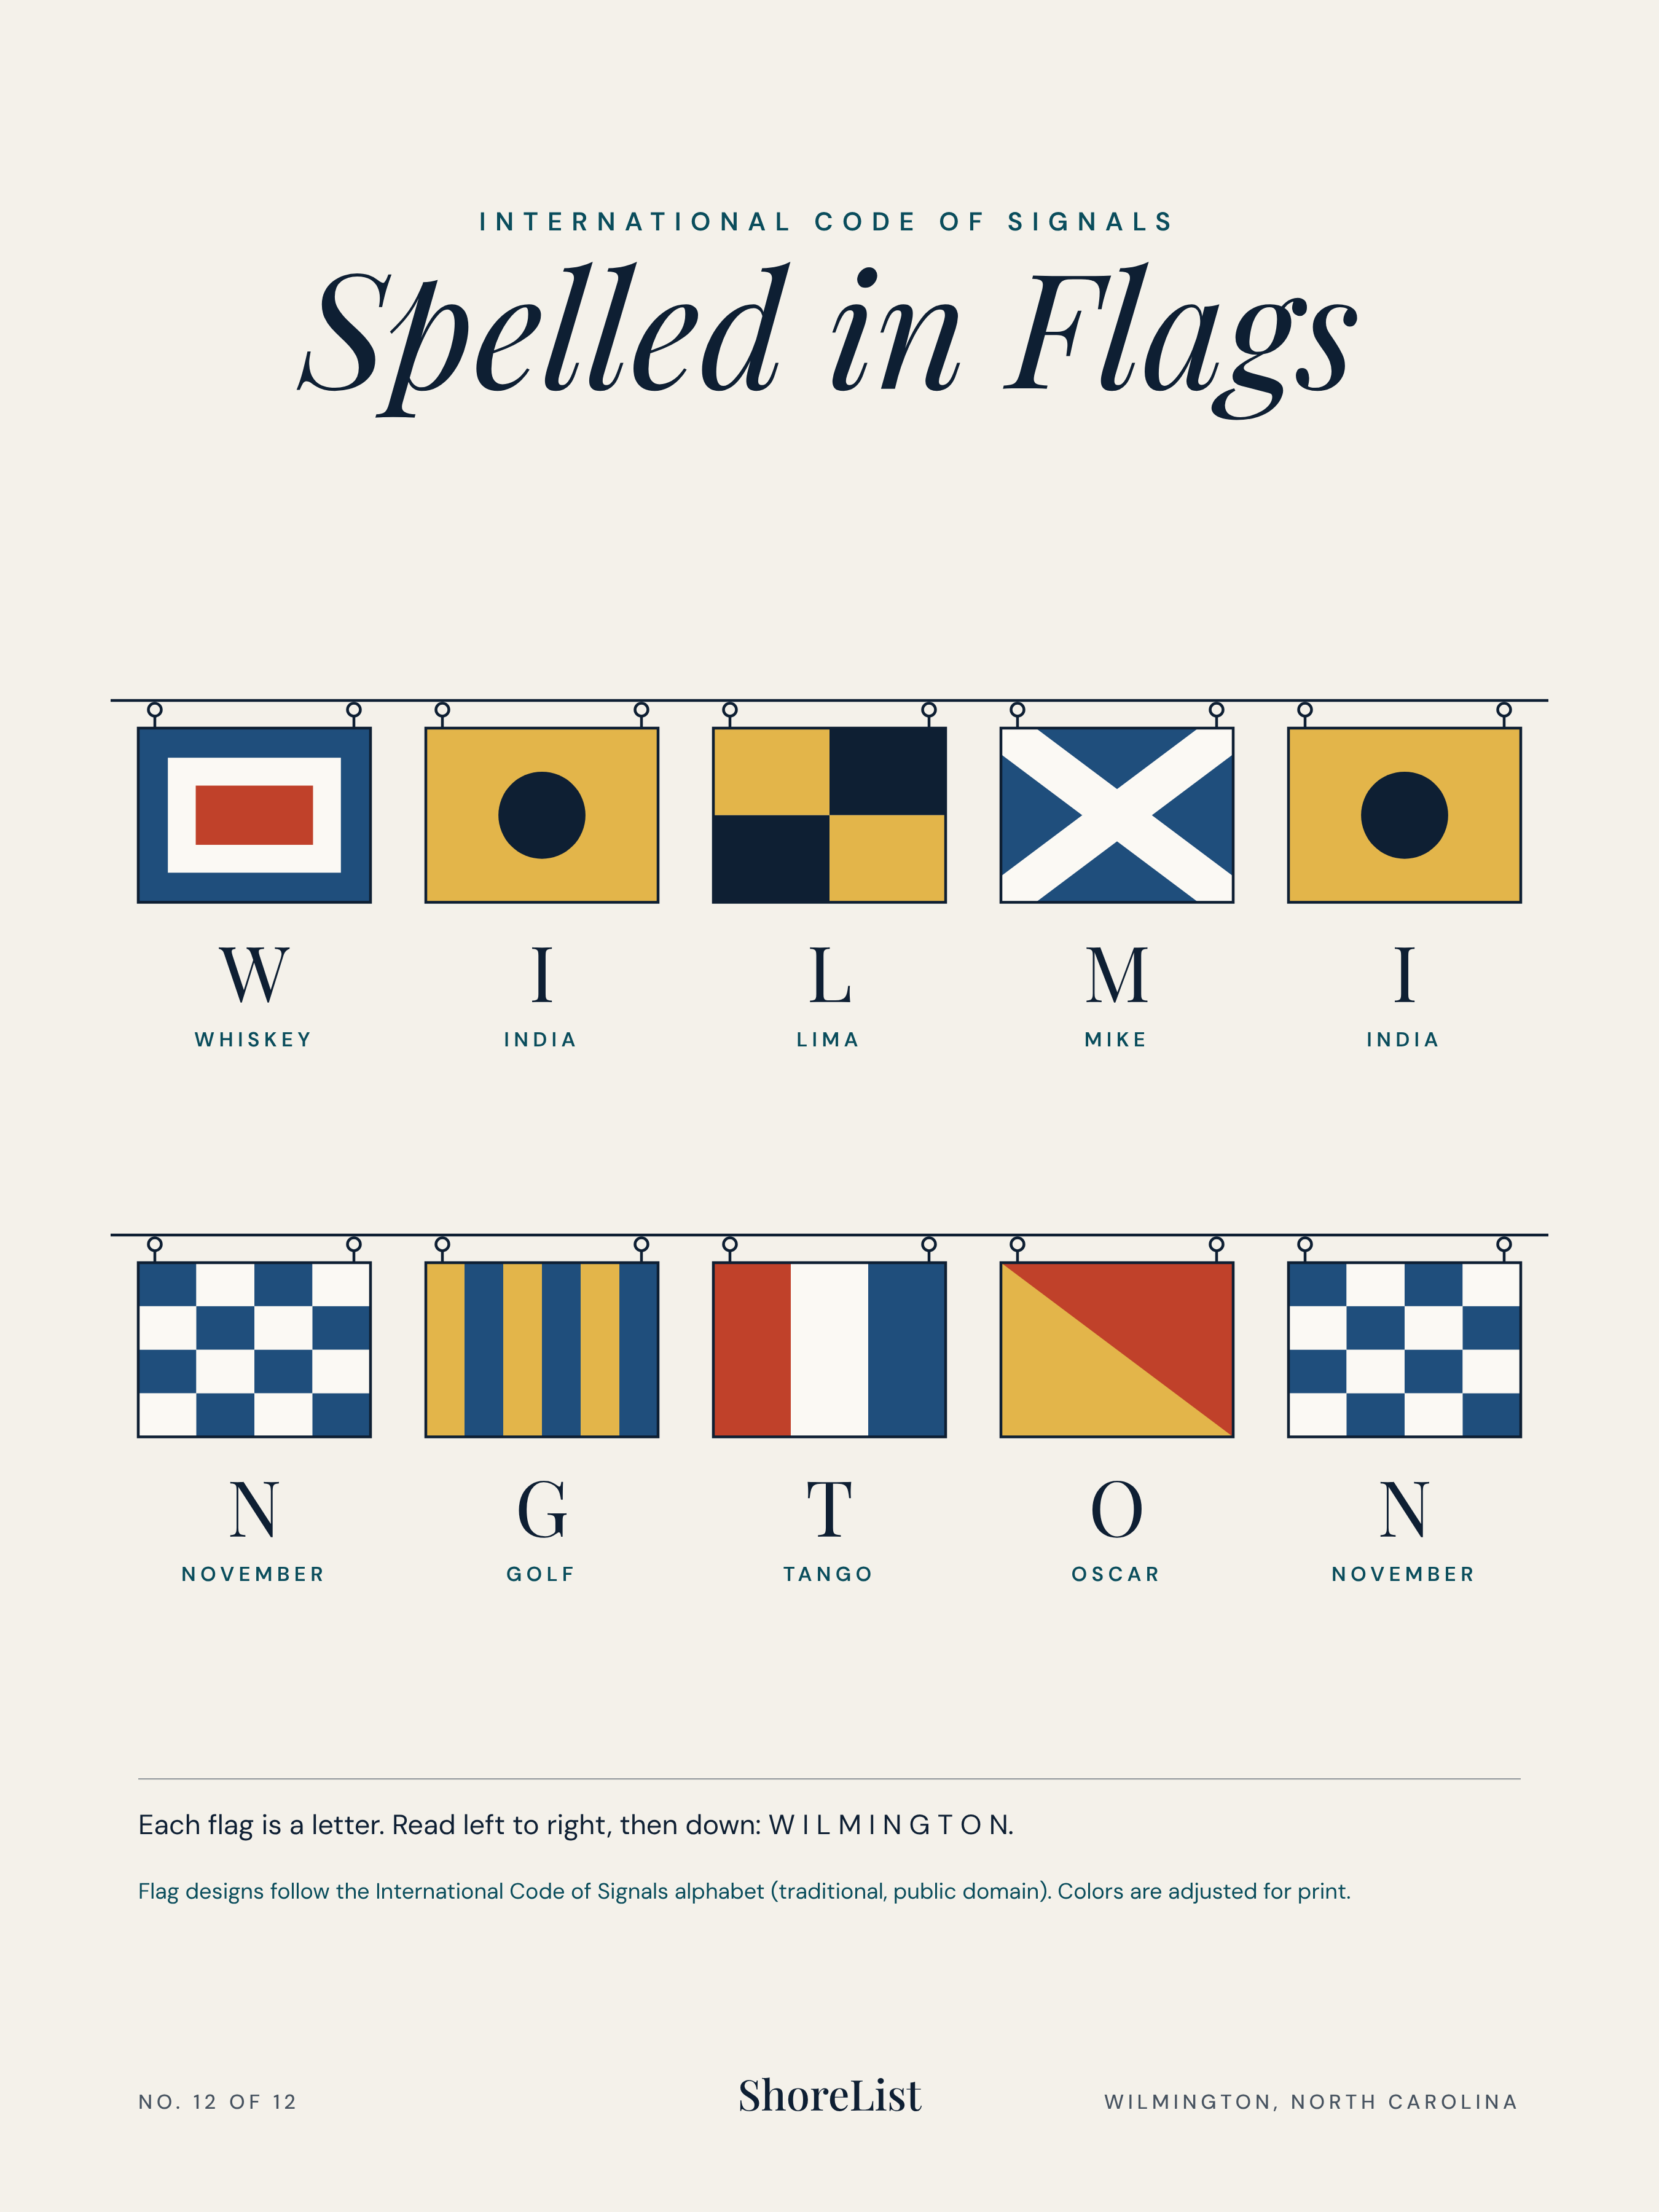 INTERNATIONAL CODE OF SIGNALS
Spelled in Flags
W I L M I
WHISKEY INDIA LIMA MIKE INDIA
N G T O N
NOVEMBER GOLF TANGO OSCAR NOVEMBER
Each flag is a letter. Read left to right, then down: W I L M I N G T O N.
Flag designs follow the International Code of Signals alphabet (traditional, public domain). Colors are adjusted for print.
NO. 12 OF 12 ShoreList WILMINGTON, NORTH CAROLINA